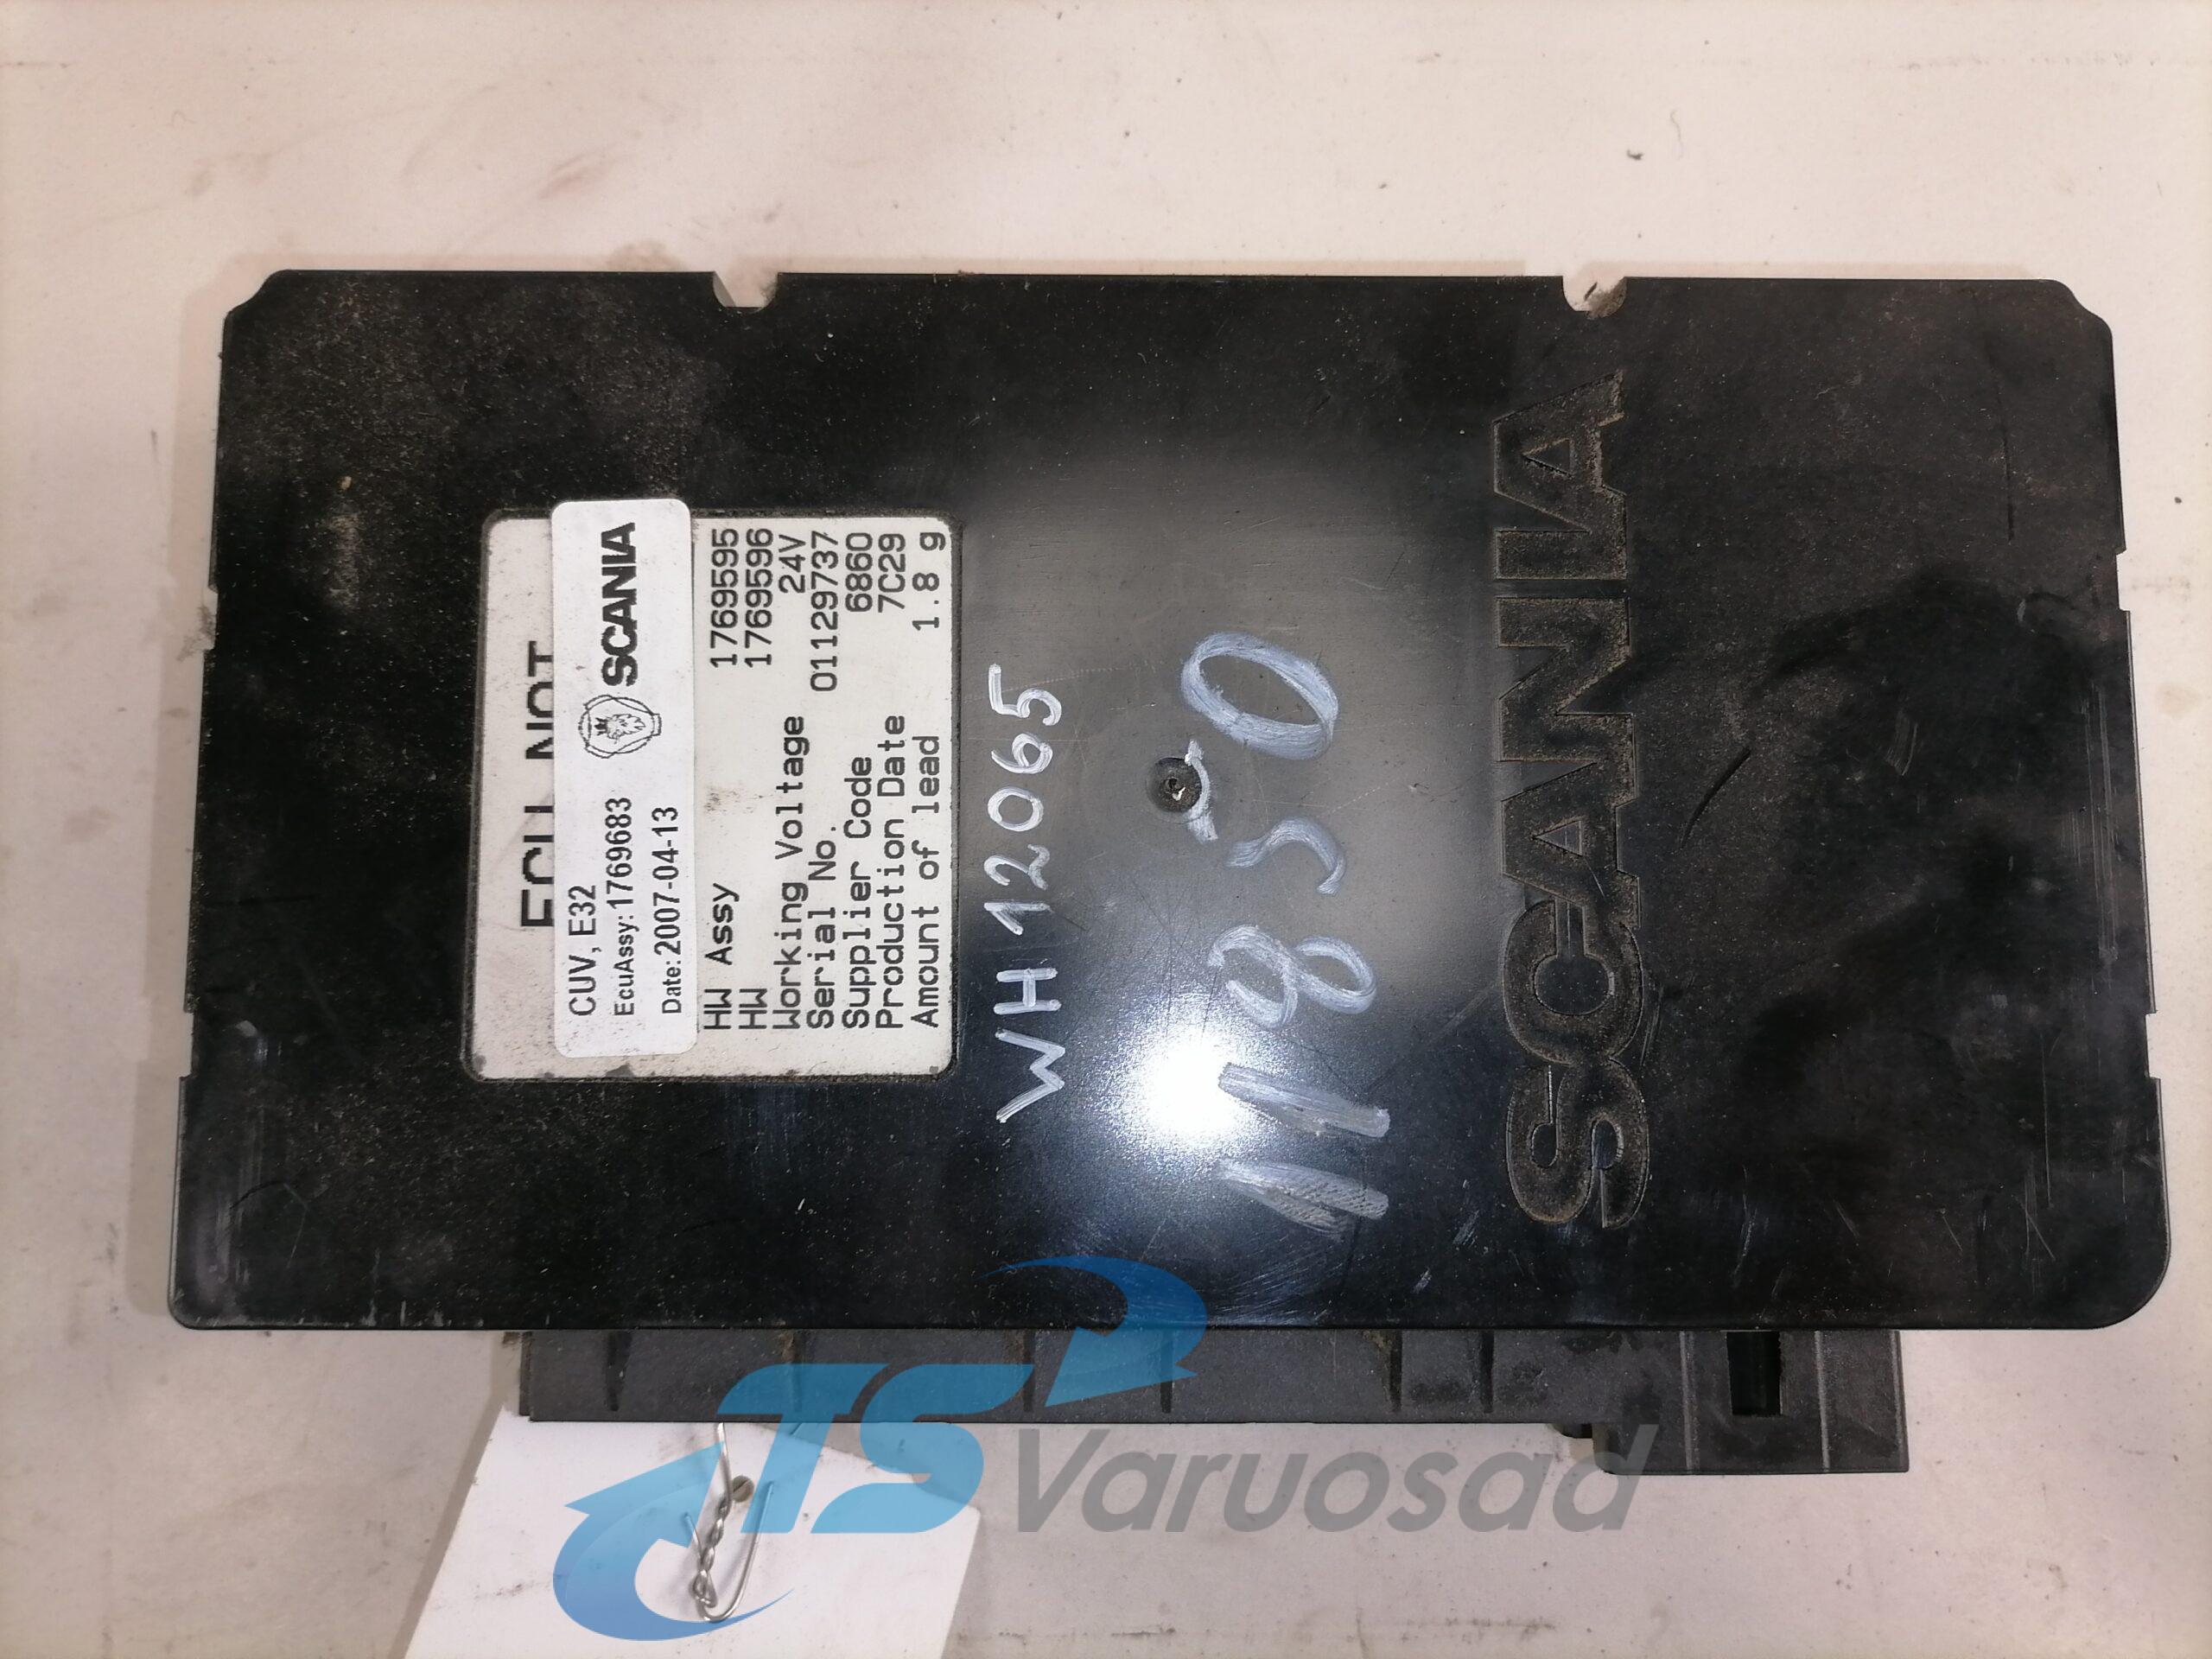 ECU NOT
CUV, E32
EcuAssy:1769683 SCANIA
Date: 2007-04-13
HW Assy 1769595
HW 1769596
Working Voltage 24V
Serial No. 01129737
Supplier Code 6860
Production Date 7C29
Amount of lead 1.8 g
WH 12065
11850
SCANIA
TS Varuosad